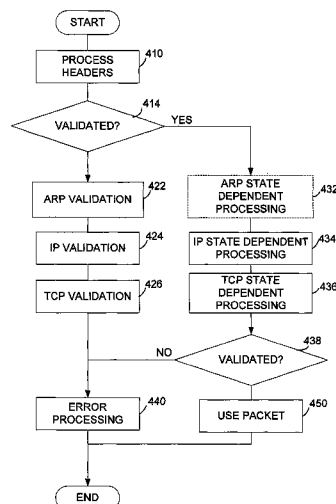 START
PROCESS
HEADERS
410
VALIDATED?
414
YES
ARP VALIDATION
422
IP VALIDATION
424
TCP VALIDATION
426
ARP STATE
DEPENDENT
PROCESSING
432
IP STATE DEPENDENT
PROCESSING
434
TCP STATE
DEPENDENT
PROCESSING
436
VALIDATED?
438
NO
ERROR
PROCESSING
440
USE PACKET
450
END